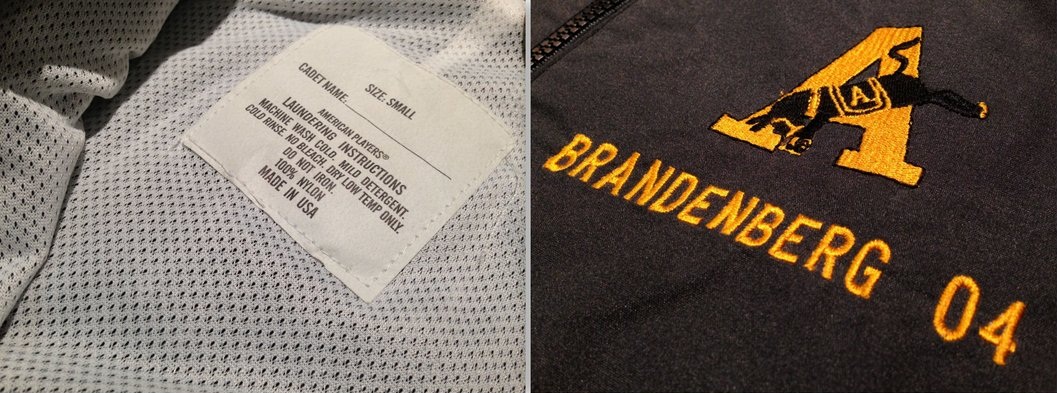 SIZE: SMALL
CADET NAME.
AMERICAN PLAYERS®
LAUNDERING INSTRUCTIONS
MACHINE WASH COLD. MILD DETERGENT.
COLD RINSE. NO BLEACH. DRY LOW TEMP ONLY.
DO NOT IRON.
100% NYLON
MADE IN USA
A
A
BRANDENBERG 04